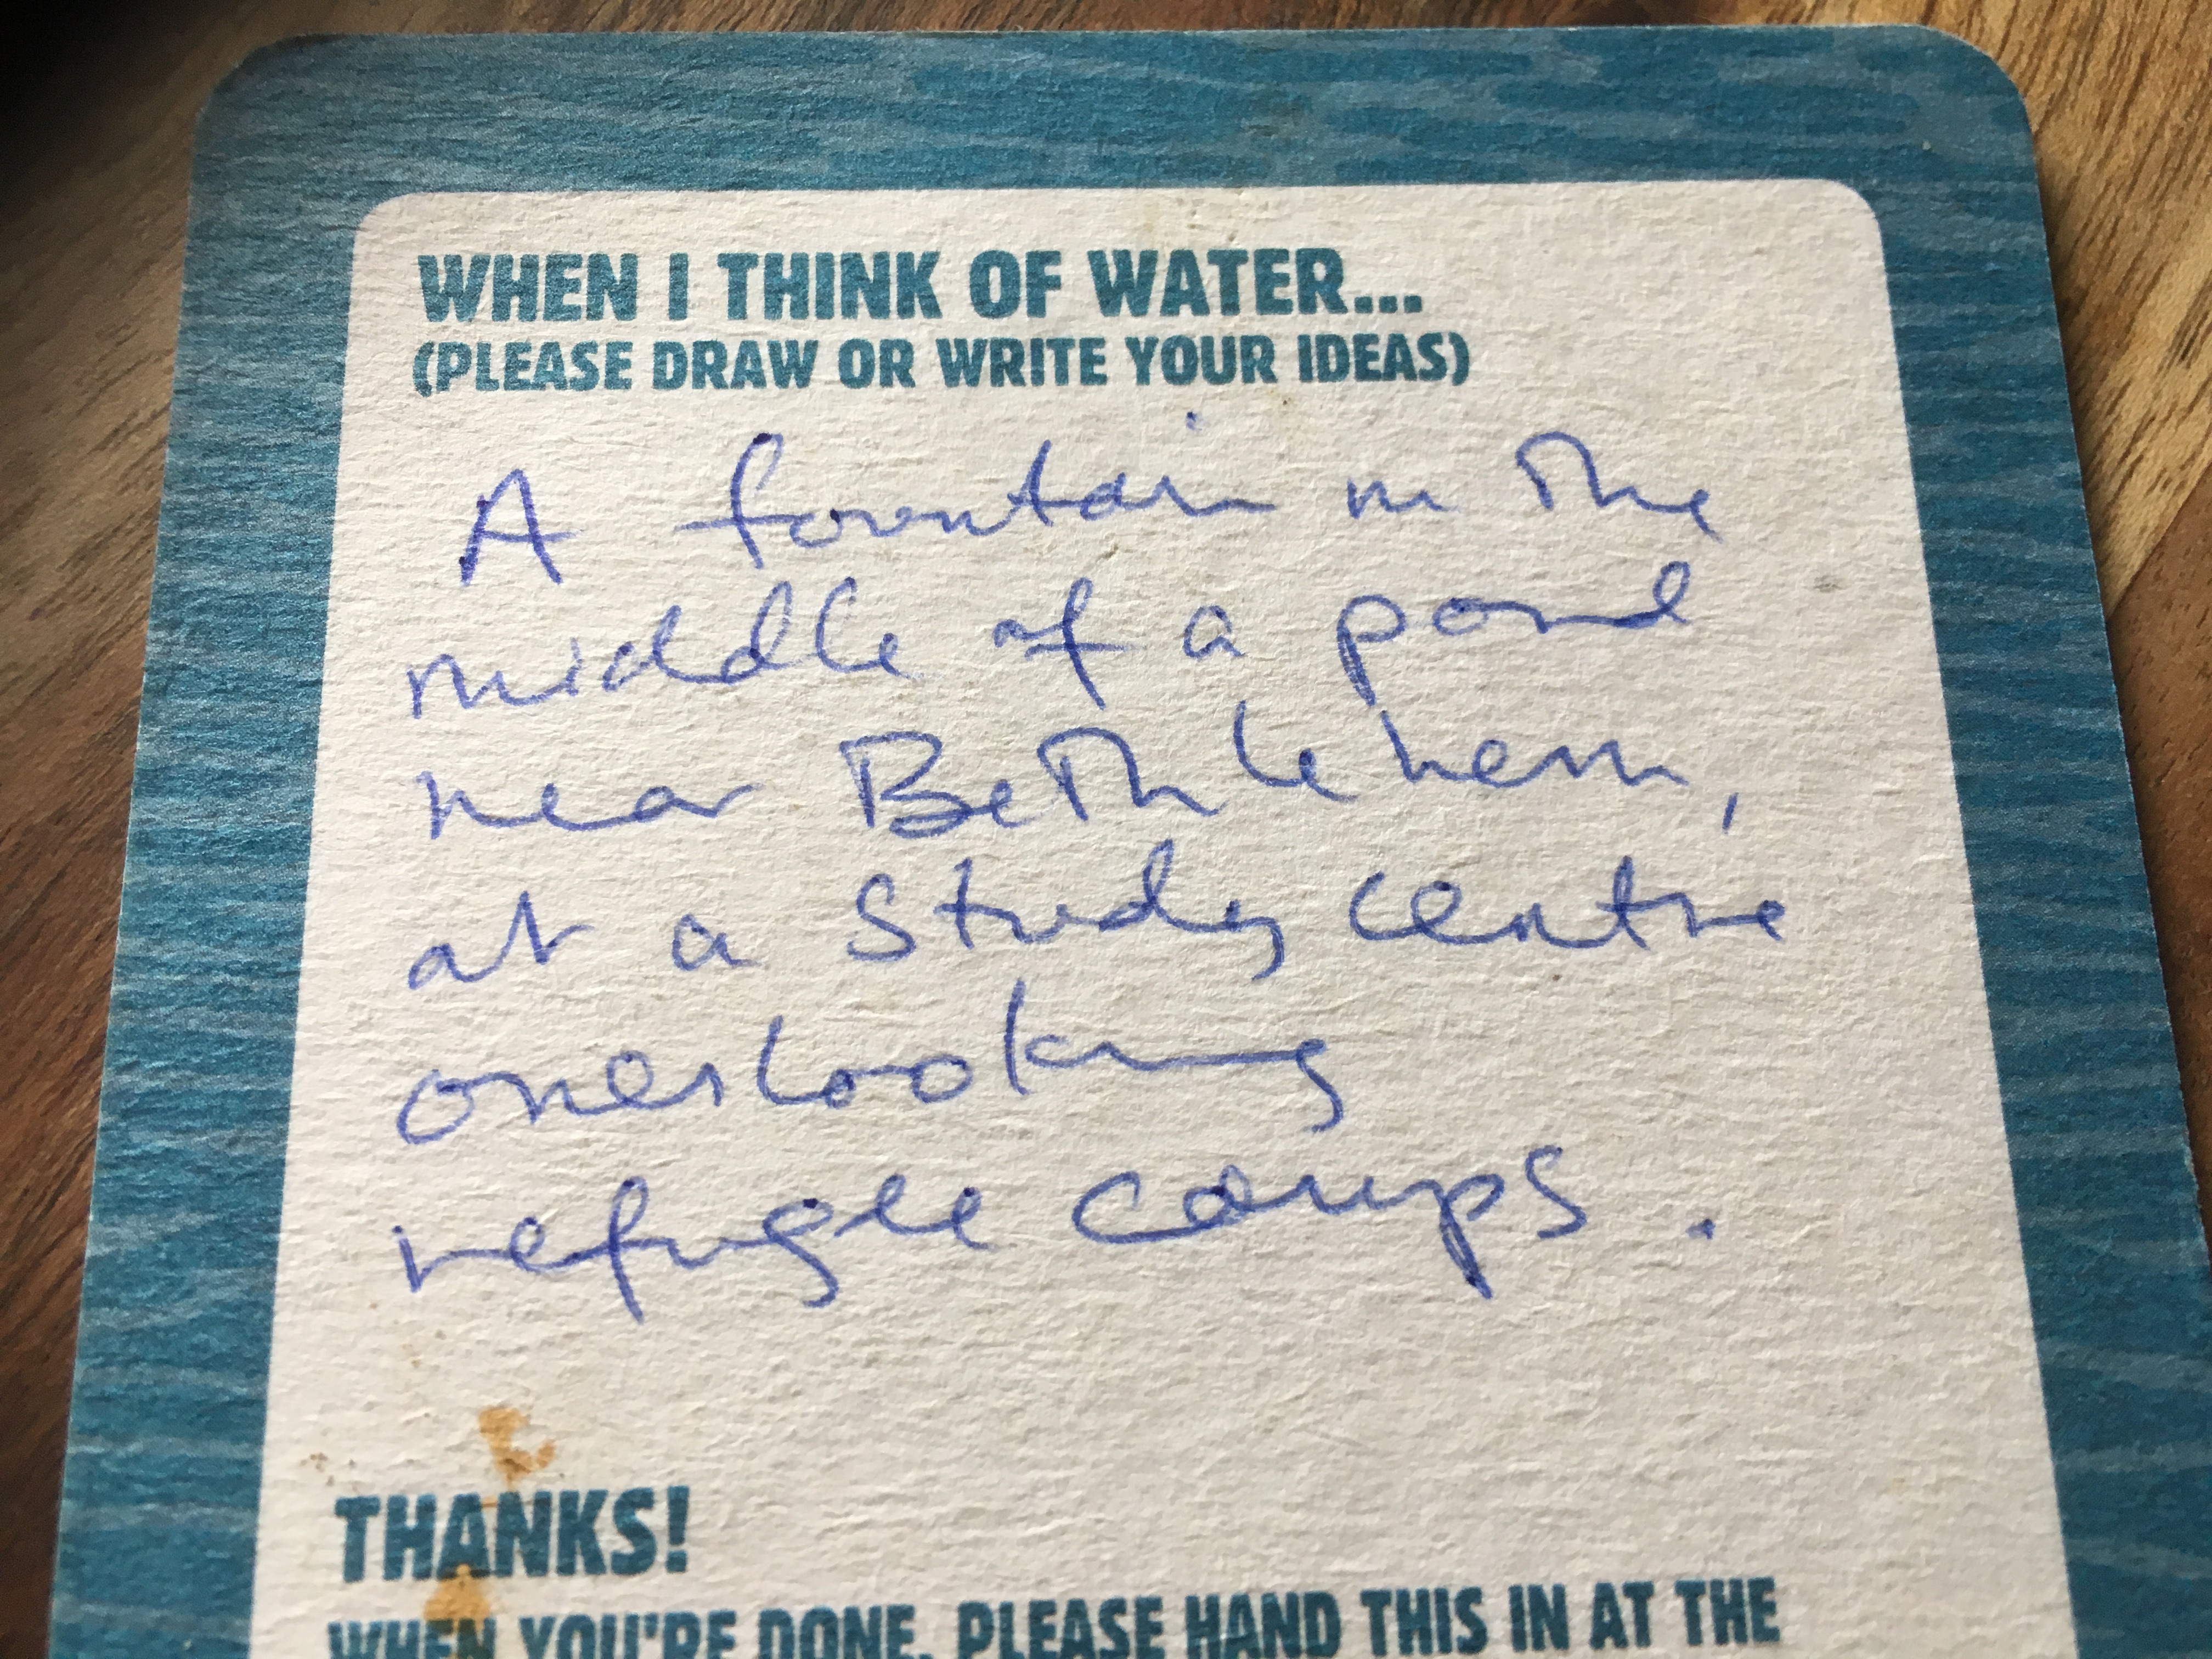 WHEN I THINK OF WATER...
(PLEASE DRAW OR WRITE YOUR IDEAS)
A fountain in the
middle of a pond
near Bethlehem,
at a study centre
overlooking
refugee camps.
THANKS!
WHEN YOU'RE DONE, PLEASE HAND THIS IN AT THE